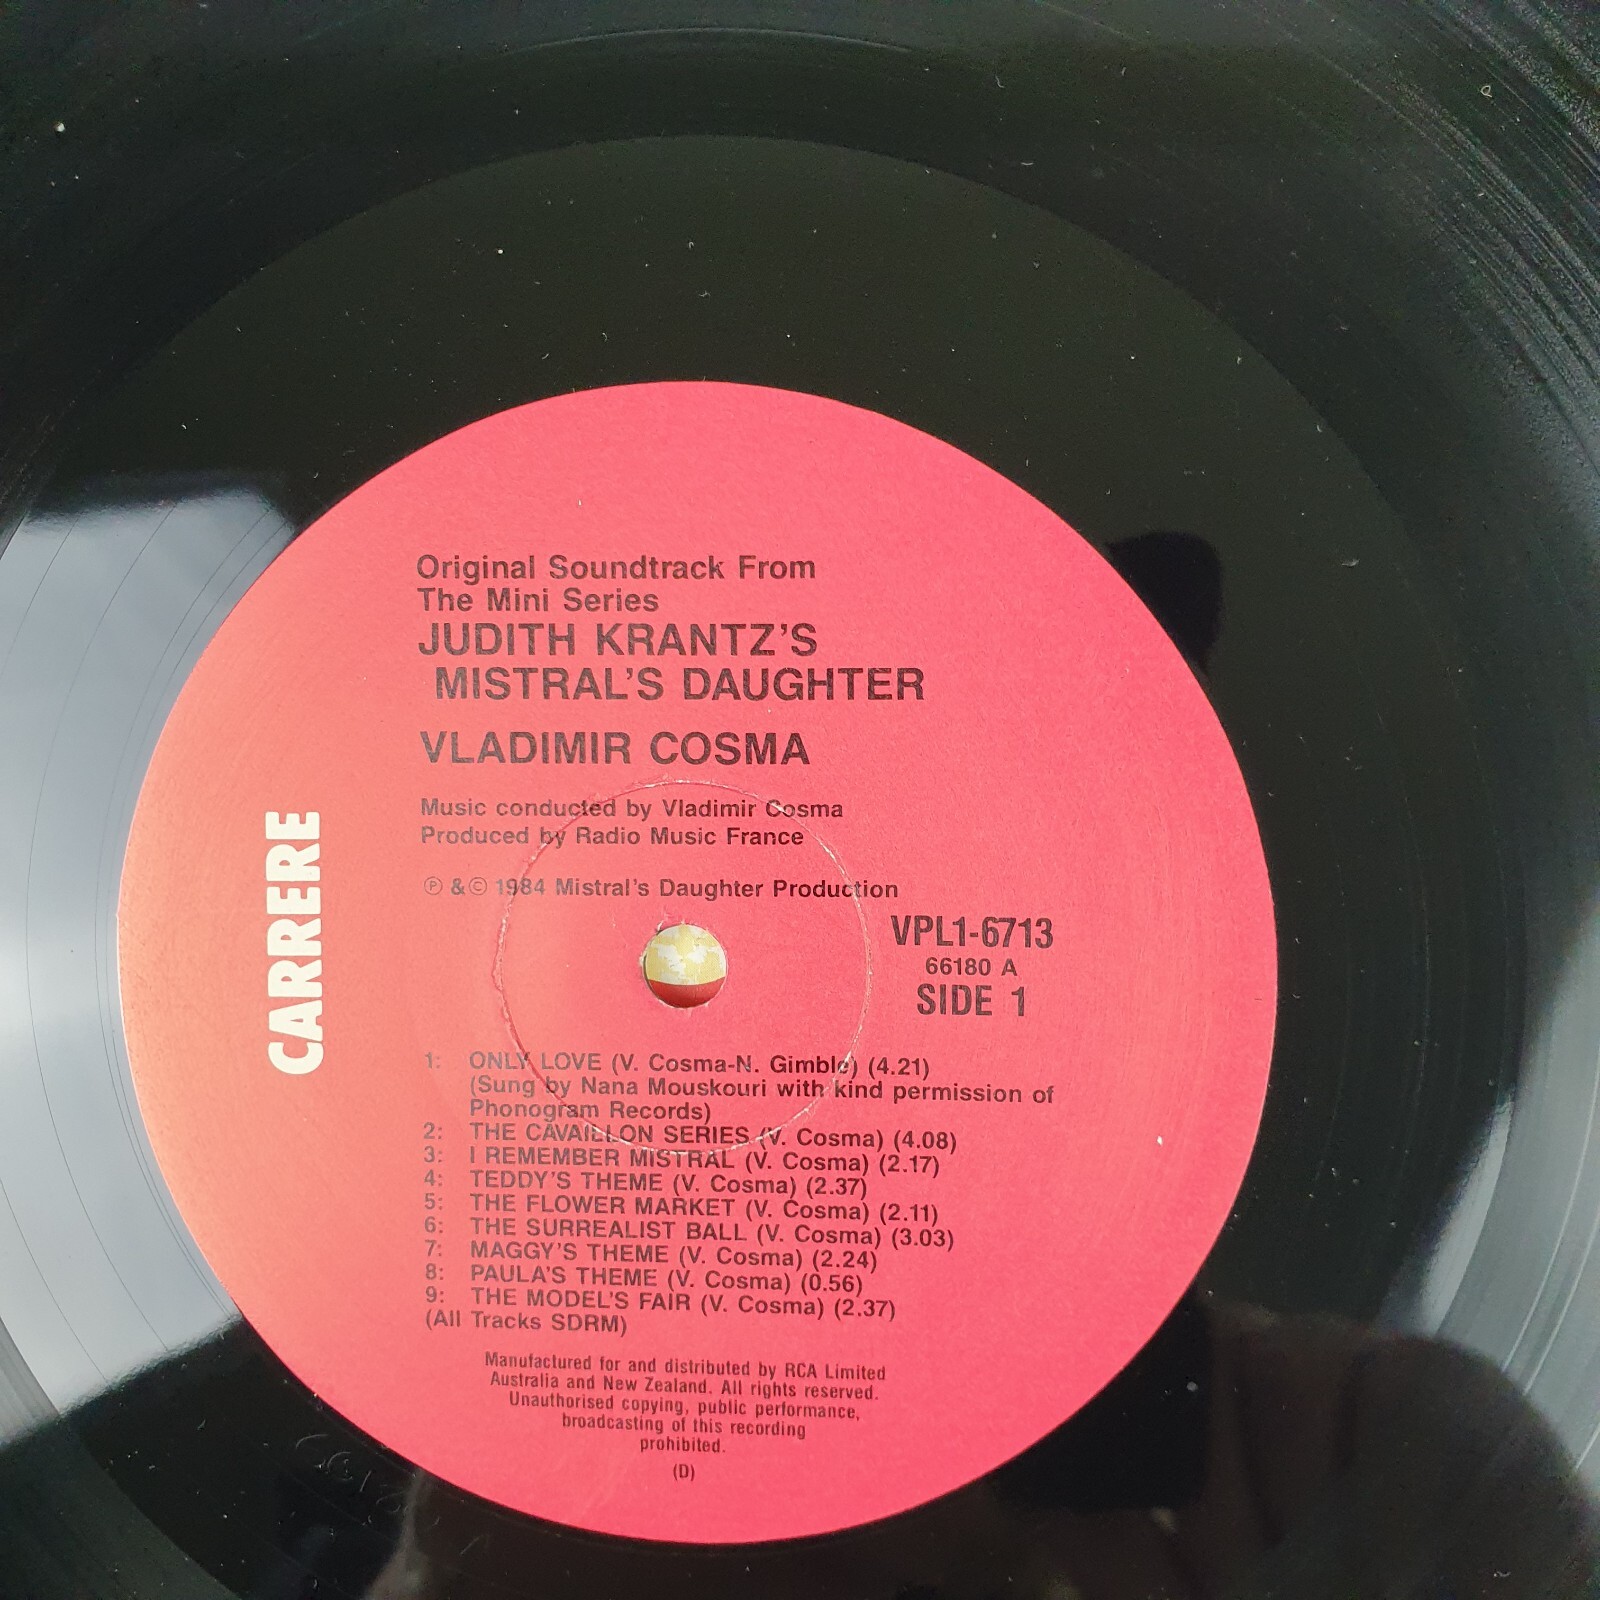 Original Soundtrack From
The Mini Series
JUDITH KRANTZ'S
MISTRAL'S DAUGHTER
VLADIMIR COSMA
Music conducted by Vladimir Cosma
Produced by Radio Music France
℗ & © 1984 Mistral's Daughter Production
CARRERE
VPL1-6713
66180 A
SIDE 1
1: ONLY LOVE (V. Cosma-N. Gimble) (4.21)
(Sung by Nana Mouskouri with kind permission of
Phonogram Records)
2: THE CAVAILLON SERIES (V. Cosma) (4.08)
3: I REMEMBER MISTRAL (V. Cosma) (2.17)
4: TEDDY'S THEME (V. Cosma) (2.37)
5: THE FLOWER MARKET (V. Cosma) (2.11)
6: THE SURREALIST BALL (V. Cosma) (3.03)
7: MAGGY'S THEME (V. Cosma) (2.24)
8: PAULA'S THEME (V. Cosma) (0.56)
9: THE MODEL'S FAIR (V. Cosma) (2.37)
(All Tracks SDRM)
Manufactured for and distributed by RCA Limited
Australia and New Zealand. All rights reserved.
Unauthorised copying, public performance,
broadcasting of this recording
prohibited.
(D)